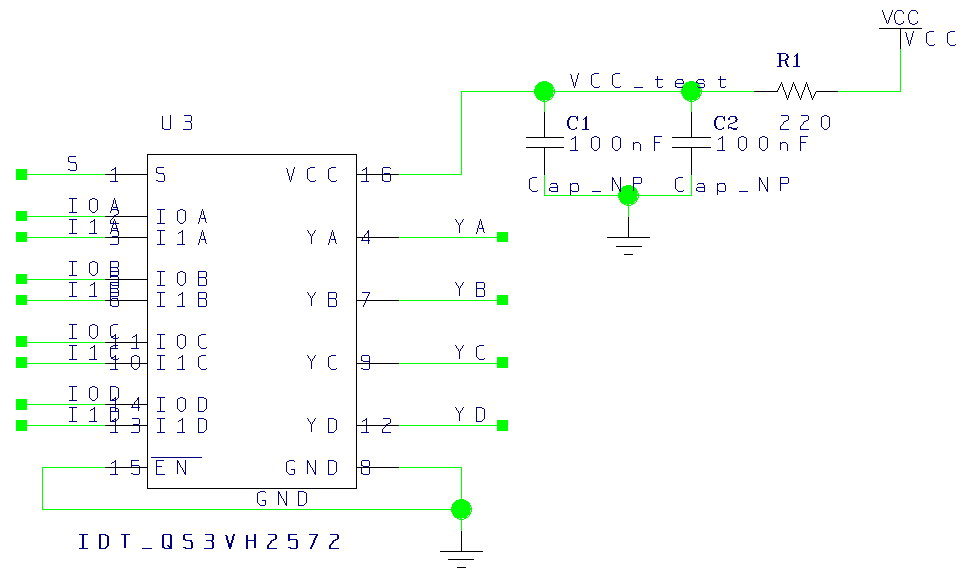 VCC
VCC
R1
VCC_test
U3
C1
C2
220
100nF
100nF
S
1
S
VCC
16
Cap_NP
Cap_NP
I0A
2
I0A
I1A
3
I1A
YA
4
YA
I0B
5
I0B
I1B
6
I1B
YB
7
YB
I0C
11
I0C
I1C
10
I1C
YC
9
YC
I0D
14
I0D
I1D
13
I1D
YD
12
YD
15
EN
GND
8
GND
IDT_QS3VH2572